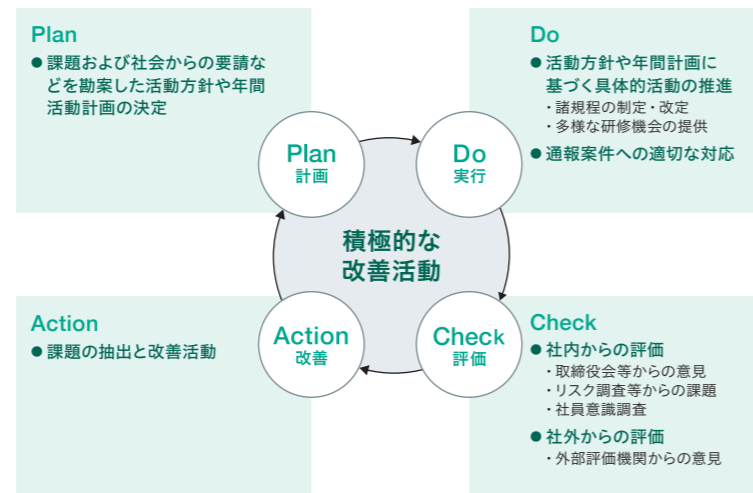 Plan
● 課題および社会からの要請な
どを勘案した活動方針や年間
活動計画の決定
Do
● 活動方針や年間計画に
基づく具体的活動の推進
・諸規程の制定・改定
・多様な研修機会の提供
● 通報案件への適切な対応
Plan
計画
Do
実行
積極的な
改善活動
Action
改善
Check
評価
Action
● 課題の抽出と改善活動
Check
● 社内からの評価
・取締役会等からの意見
・リスク調査等からの課題
・社員意識調査
● 社外からの評価
・外部評価機関からの意見